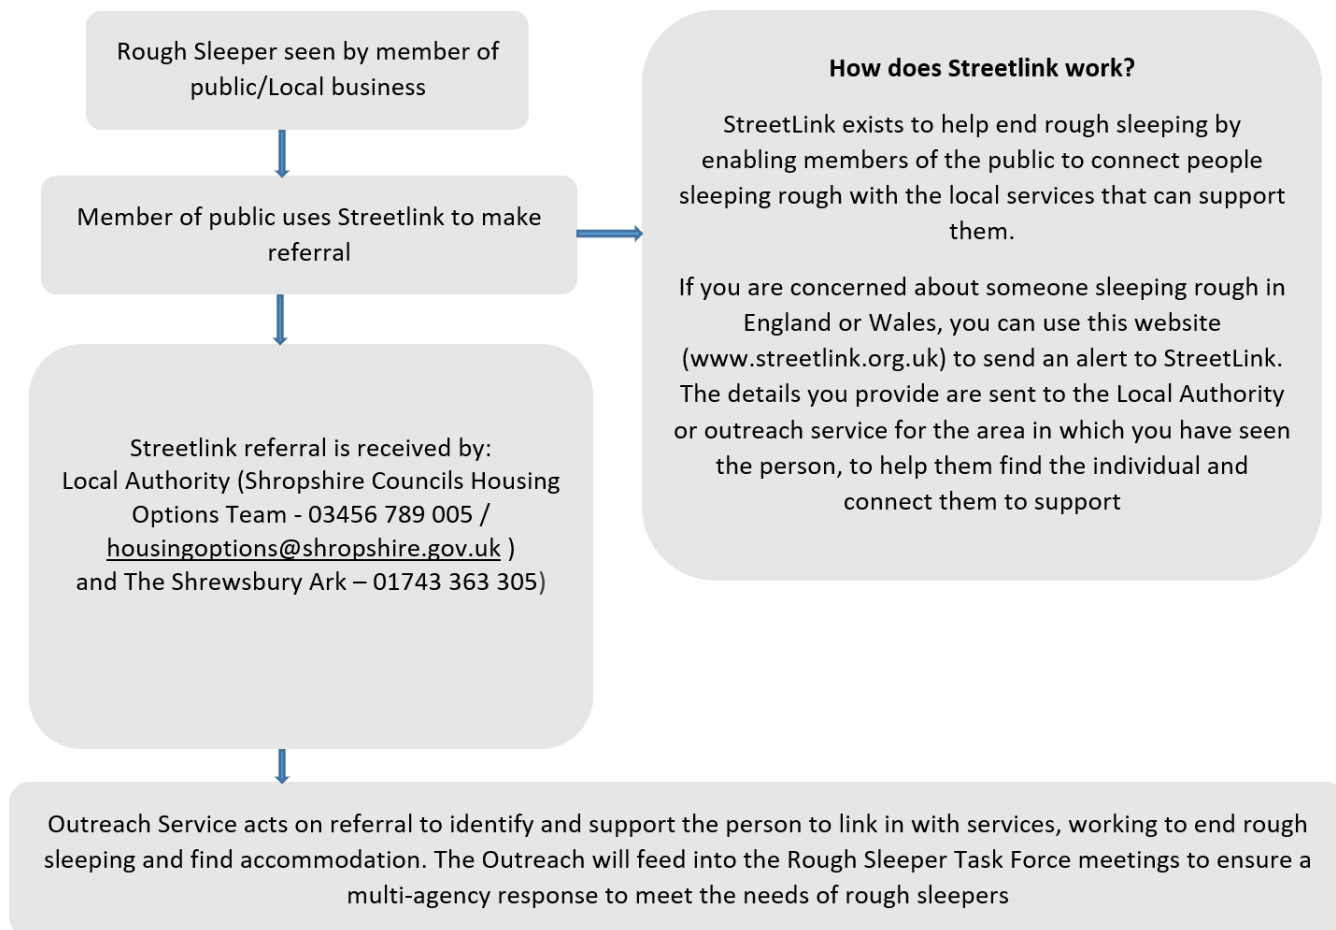 Rough Sleeper seen by member of
public/Local business
Member of public uses Streetlink to make
referral
How does Streetlink work?
StreetLink exists to help end rough sleeping by
enabling members of the public to connect people
sleeping rough with the local services that can support
them.
If you are concerned about someone sleeping rough in
England or Wales, you can use this website
(www.streetlink.org.uk) to send an alert to StreetLink.
The details you provide are sent to the Local Authority
or outreach service for the area in which you have seen
the person, to help them find the individual and
connect them to support
Streetlink referral is received by:
Local Authority (Shropshire Councils Housing
Options Team - 03456 789 005 /
housingoptions@shropshire.gov.uk )
and The Shrewsbury Ark – 01743 363 305)
Outreach Service acts on referral to identify and support the person to link in with services, working to end rough
sleeping and find accommodation. The Outreach will feed into the Rough Sleeper Task Force meetings to ensure a
multi-agency response to meet the needs of rough sleepers